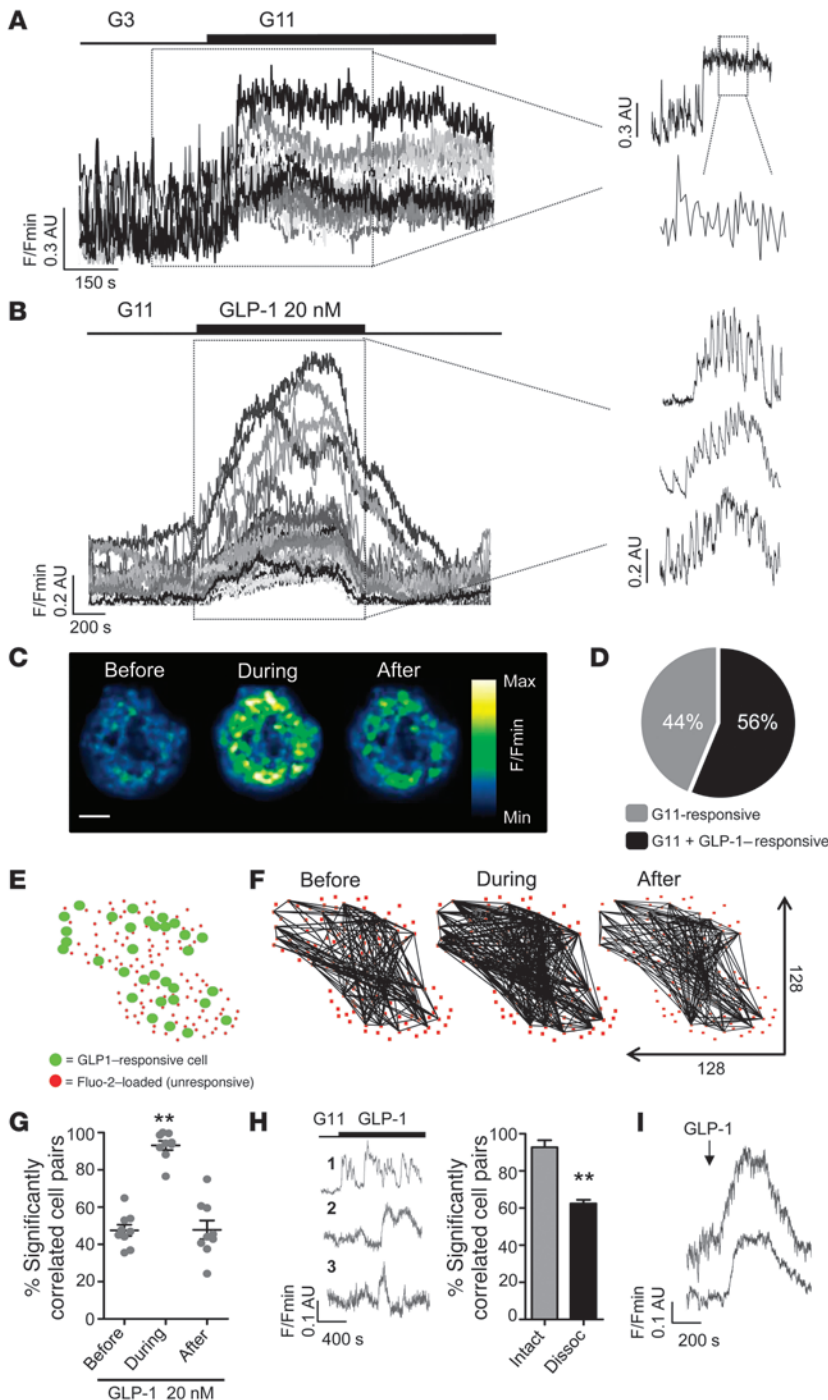 A
G3
G11
F/Fmin
0.3 AU
150 s
0.3 AU
B
G11
GLP-1 20 nM
F/Fmin
0.2 AU
200 s
0.2 AU
C
Before
During
After
Max
F/Fmin
Min
D
44%
56%
G11-responsive
G11 + GLP-1–responsive
E
= GLP1–responsive cell
= Fluo-2–loaded (unresponsive)
F
Before
During
After
128
128
G
% Significantly
correlated cell pairs
100
80
60
40
20
0
**
Before
During
After
GLP-1 20 nM
H
G11
GLP-1
1
2
3
F/Fmin
0.1 AU
400 s
% Significantly
correlated cell pairs
100
80
60
40
20
0
**
Intact
Dissoc
I
GLP-1
F/Fmin
0.1 AU
200 s